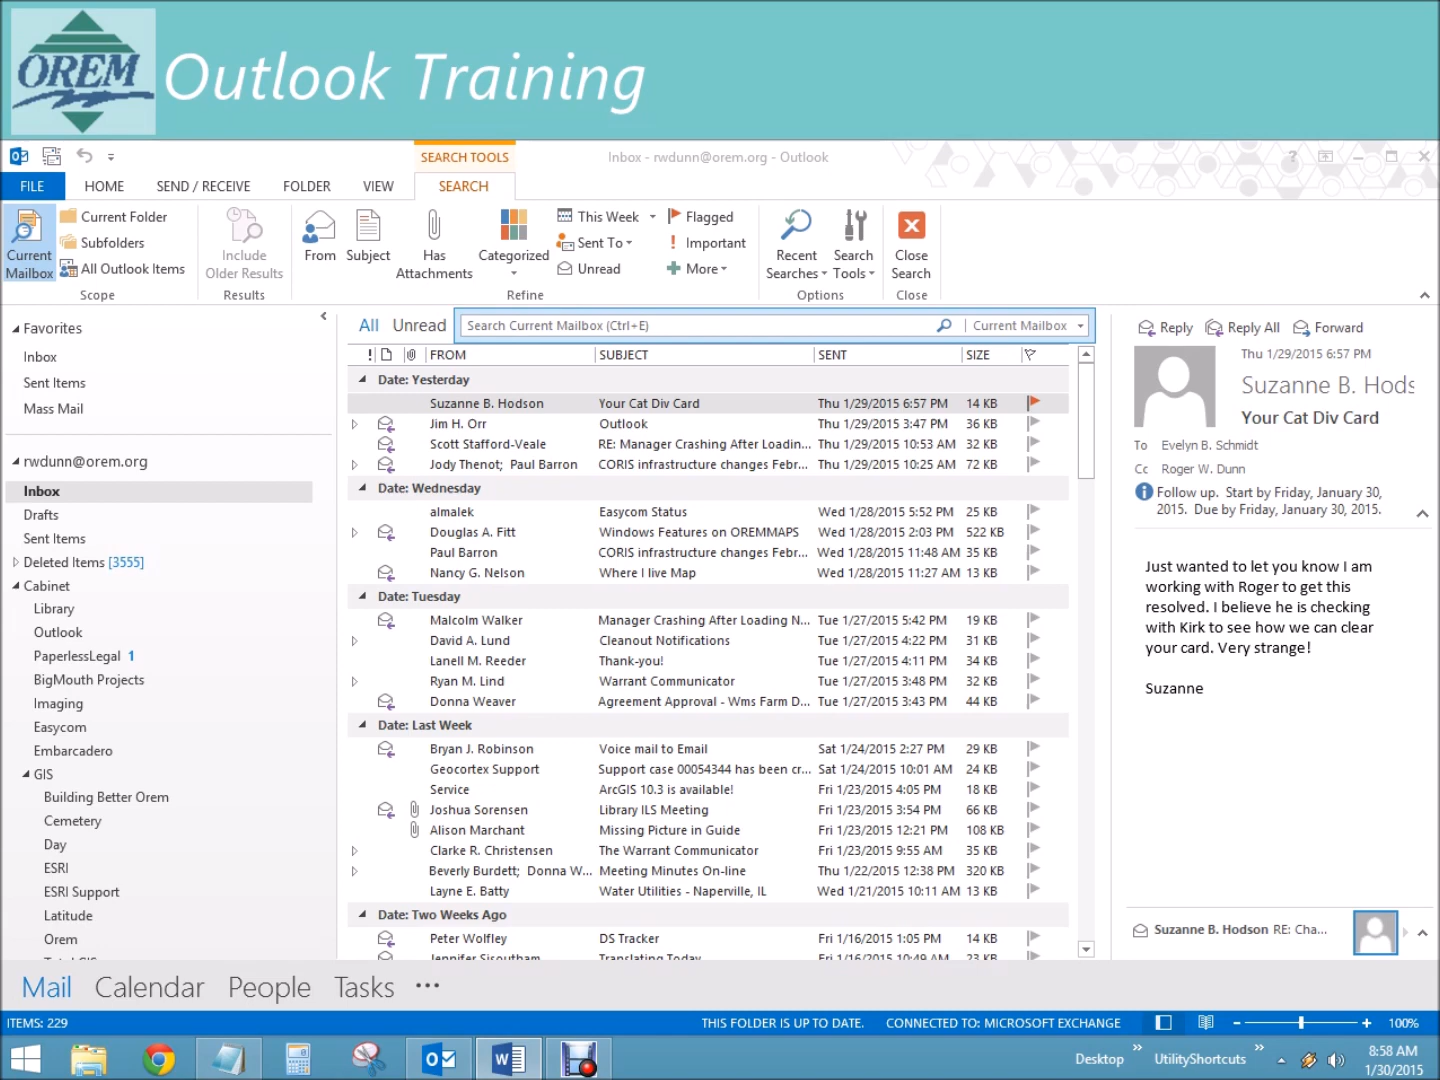 OREM
Outlook Training
SEARCH TOOLS
Inbox - rwdunn@orem.org - Outlook
?
FILE HOME SEND / RECEIVE FOLDER VIEW SEARCH
Current Mailbox
Current Folder
Subfolders
All Outlook Items
Scope
Include Older Results
Results
From
Subject
Has Attachments
Categorized
This Week
Sent To
Unread
Flagged
Important
More
Refine
Recent Searches
Search Tools
Options
Close Search
Close
Favorites
Inbox
Sent Items
Mass Mail
rwdunn@orem.org
Inbox
Drafts
Sent Items
Deleted Items [3555]
Cabinet
Library
Outlook
PaperlessLegal 1
BigMouth Projects
Imaging
Easycom
Embarcadero
GIS
Building Better Orem
Cemetery
Day
ESRI
ESRI Support
Latitude
Orem
All Unread
Search Current Mailbox (Ctrl+E) Current Mailbox
! FROM SUBJECT SENT SIZE
Date: Yesterday
Suzanne B. Hodson Your Cat Div Card Thu 1/29/2015 6:57 PM 14 KB
Jim H. Orr Outlook Thu 1/29/2015 3:47 PM 36 KB
Scott Stafford-Veale RE: Manager Crashing After Loadin... Thu 1/29/2015 10:53 AM 32 KB
Jody Thenot; Paul Barron CORIS infrastructure changes Febr... Thu 1/29/2015 10:25 AM 72 KB
Date: Wednesday
almalek Easycom Status Wed 1/28/2015 5:52 PM 25 KB
Douglas A. Fitt Windows Features on OREMMAPS Wed 1/28/2015 2:03 PM 522 KB
Paul Barron CORIS infrastructure changes Febr... Wed 1/28/2015 11:48 AM 35 KB
Nancy G. Nelson Where I live Map Wed 1/28/2015 11:27 AM 13 KB
Date: Tuesday
Malcolm Walker Manager Crashing After Loading N... Tue 1/27/2015 5:42 PM 19 KB
David A. Lund Cleanout Notifications Tue 1/27/2015 4:22 PM 31 KB
Lanell M. Reeder Thank-you! Tue 1/27/2015 4:11 PM 34 KB
Ryan M. Lind Warrant Communicator Tue 1/27/2015 3:48 PM 32 KB
Donna Weaver Agreement Approval - Wms Farm D... Tue 1/27/2015 3:43 PM 44 KB
Date: Last Week
Bryan J. Robinson Voice mail to Email Sat 1/24/2015 2:27 PM 29 KB
Geocortex Support Support case 00054344 has been cr... Sat 1/24/2015 10:01 AM 24 KB
Service ArcGIS 10.3 is available! Fri 1/23/2015 4:05 PM 18 KB
Joshua Sorensen Library ILS Meeting Fri 1/23/2015 3:54 PM 66 KB
Alison Marchant Missing Picture in Guide Fri 1/23/2015 12:21 PM 108 KB
Clarke R. Christensen The Warrant Communicator Fri 1/23/2015 9:55 AM 35 KB
Beverly Burdett; Donna W... Meeting Minutes On-line Thu 1/22/2015 12:38 PM 320 KB
Layne E. Batty Water Utilities - Naperville, IL Wed 1/21/2015 10:11 AM 13 KB
Date: Two Weeks Ago
Peter Wolfley DS Tracker Fri 1/16/2015 1:05 PM 14 KB
Jennifer Sisoutham Translating Today Fri 1/16/2015 10:49 AM 23 KB
Reply Reply All Forward
Thu 1/29/2015 6:57 PM
Suzanne B. Hods
Your Cat Div Card
To Evelyn B. Schmidt
Cc Roger W. Dunn
Follow up. Start by Friday, January 30,
2015. Due by Friday, January 30, 2015.
Just wanted to let you know I am
working with Roger to get this
resolved. I believe he is checking
with Kirk to see how we can clear
your card. Very strange!
Suzanne
Suzanne B. Hodson RE: Cha...
Mail Calendar People Tasks ...
ITEMS: 229 THIS FOLDER IS UP TO DATE. CONNECTED TO: MICROSOFT EXCHANGE 100%
Desktop UtilityShortcuts 8:58 AM
1/30/2015